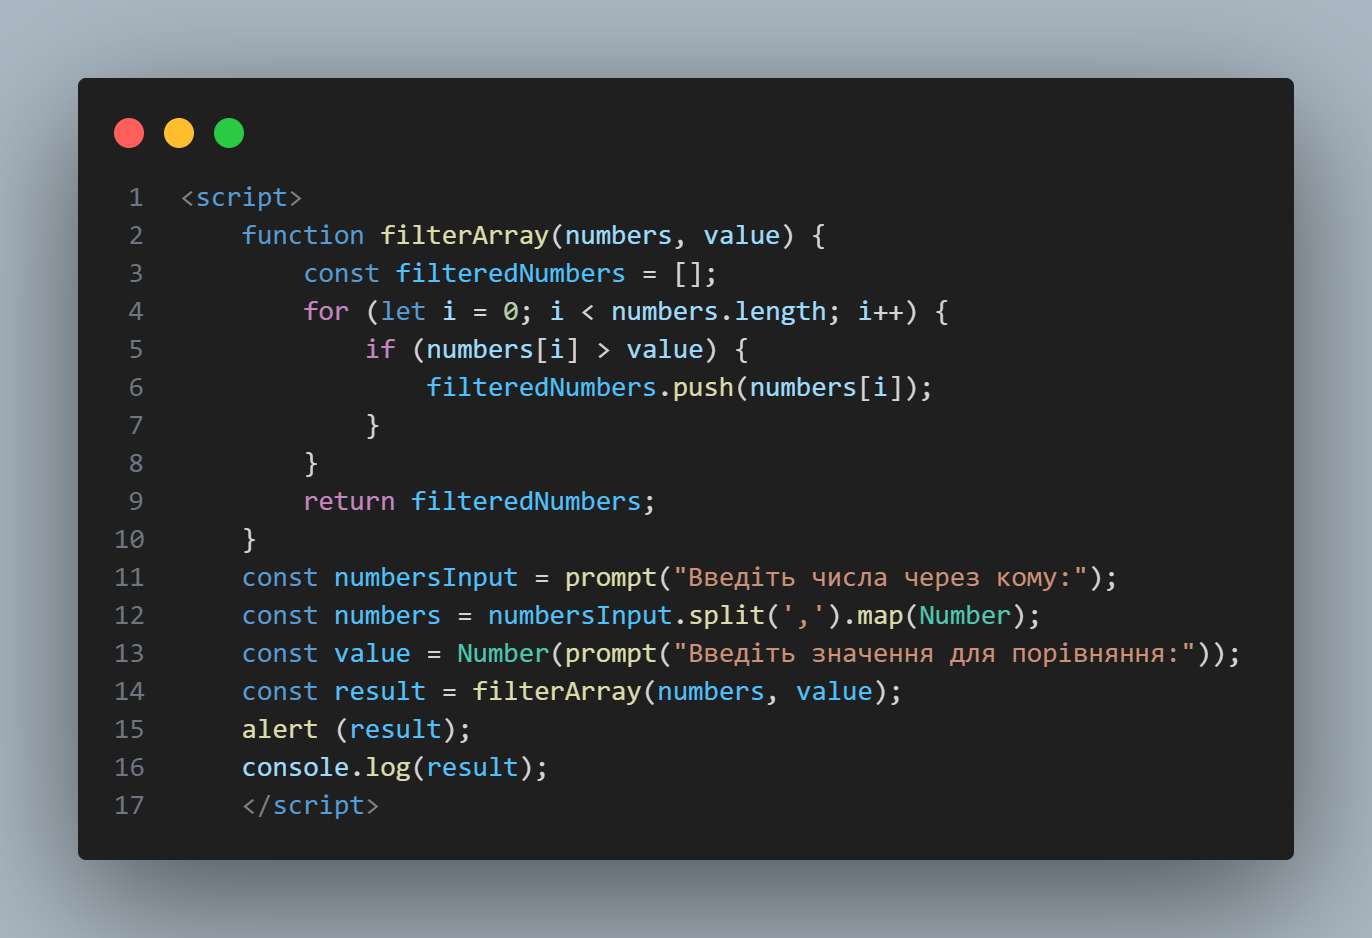 1 <script>
2     function filterArray(numbers, value) {
3         const filteredNumbers = [];
4         for (let i = 0; i < numbers.length; i++) {
5             if (numbers[i] > value) {
6                 filteredNumbers.push(numbers[i]);
7             }
8         }
9         return filteredNumbers;
10     }
11     const numbersInput = prompt("Введіть числа через кому:");
12     const numbers = numbersInput.split(',').map(Number);
13     const value = Number(prompt("Введіть значення для порівняння:"));
14     const result = filterArray(numbers, value);
15     alert (result);
16     console.log(result);
17     </script>